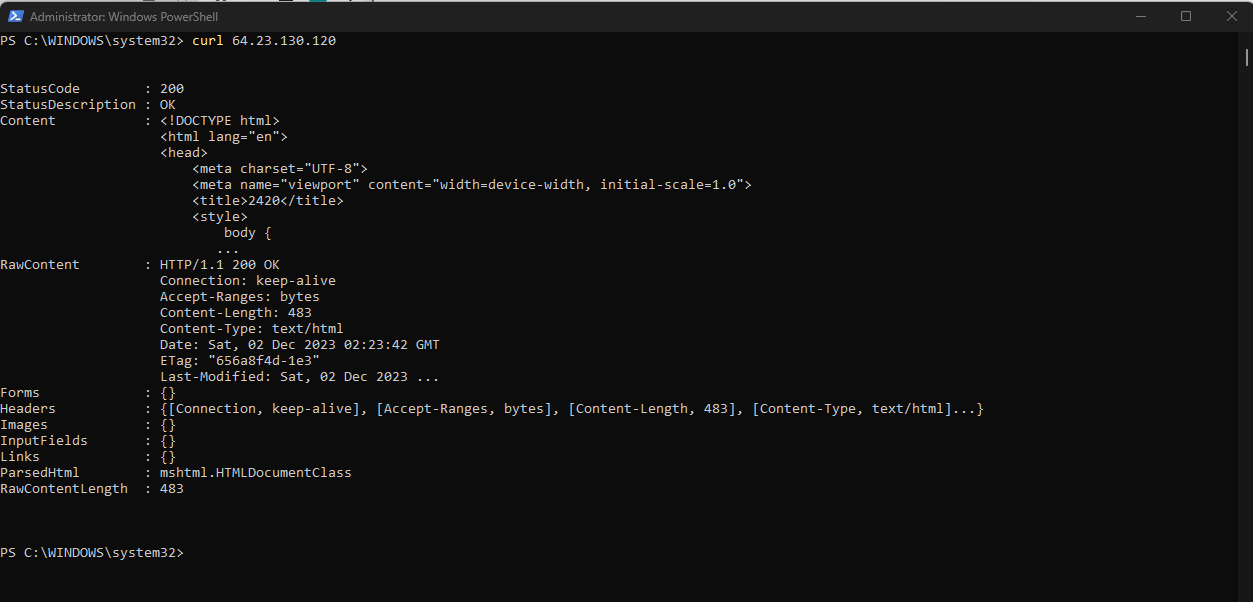 Administrator: Windows PowerShell
PS C:\WINDOWS\system32> curl 64.23.130.120
StatusCode        : 200
StatusDescription : OK
Content           : <!DOCTYPE html>
                    <html lang="en">
                    <head>
                        <meta charset="UTF-8">
                        <meta name="viewport" content="width=device-width, initial-scale=1.0">
                        <title>2420</title>
                        <style>
                            body {
                           ...
RawContent        : HTTP/1.1 200 OK
                    Connection: keep-alive
                    Accept-Ranges: bytes
                    Content-Length: 483
                    Content-Type: text/html
                    Date: Sat, 02 Dec 2023 02:23:42 GMT
                    ETag: "656a8f4d-1e3"
                    Last-Modified: Sat, 02 Dec 2023 ...
Forms             : {}
Headers           : {[Connection, keep-alive], [Accept-Ranges, bytes], [Content-Length, 483], [Content-Type, text/html]...}
Images            : {}
InputFields       : {}
Links             : {}
ParsedHtml        : mshtml.HTMLDocumentClass
RawContentLength  : 483
PS C:\WINDOWS\system32>